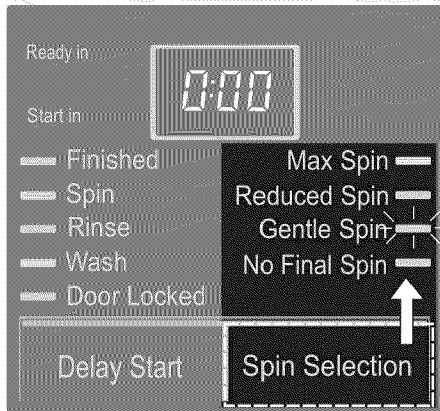 Ready in
0:00
Start in
Finished
Spin
Rinse
Wash
Door Locked
Max Spin
Reduced Spin
Gentle Spin
No Final Spin
Delay Start
Spin Selection